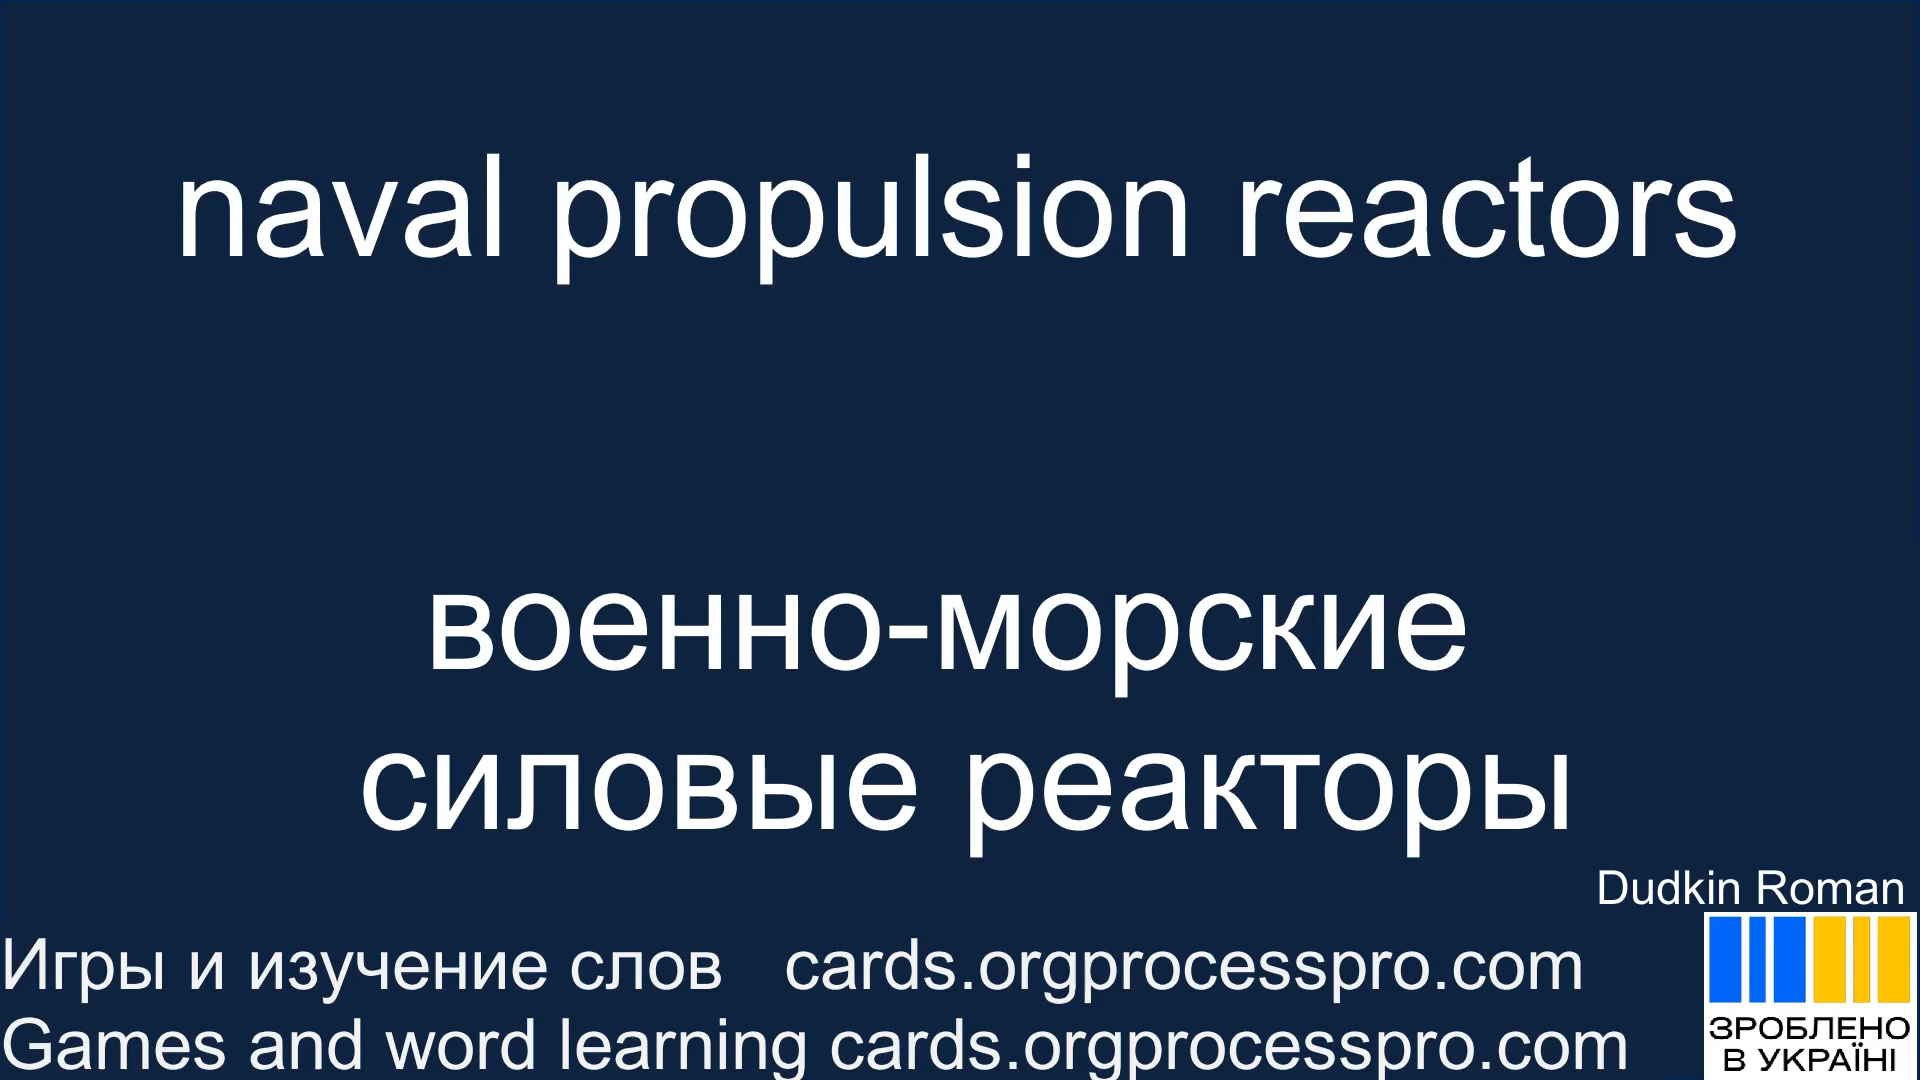 naval propulsion reactors
военно-морские
силовые реакторы
Dudkin Roman
Игры и изучение слов cards.orgprocesspro.com
Games and word learning cards.orgprocesspro.com
ЗРОБЛЕНО
В УКРАЇНІ